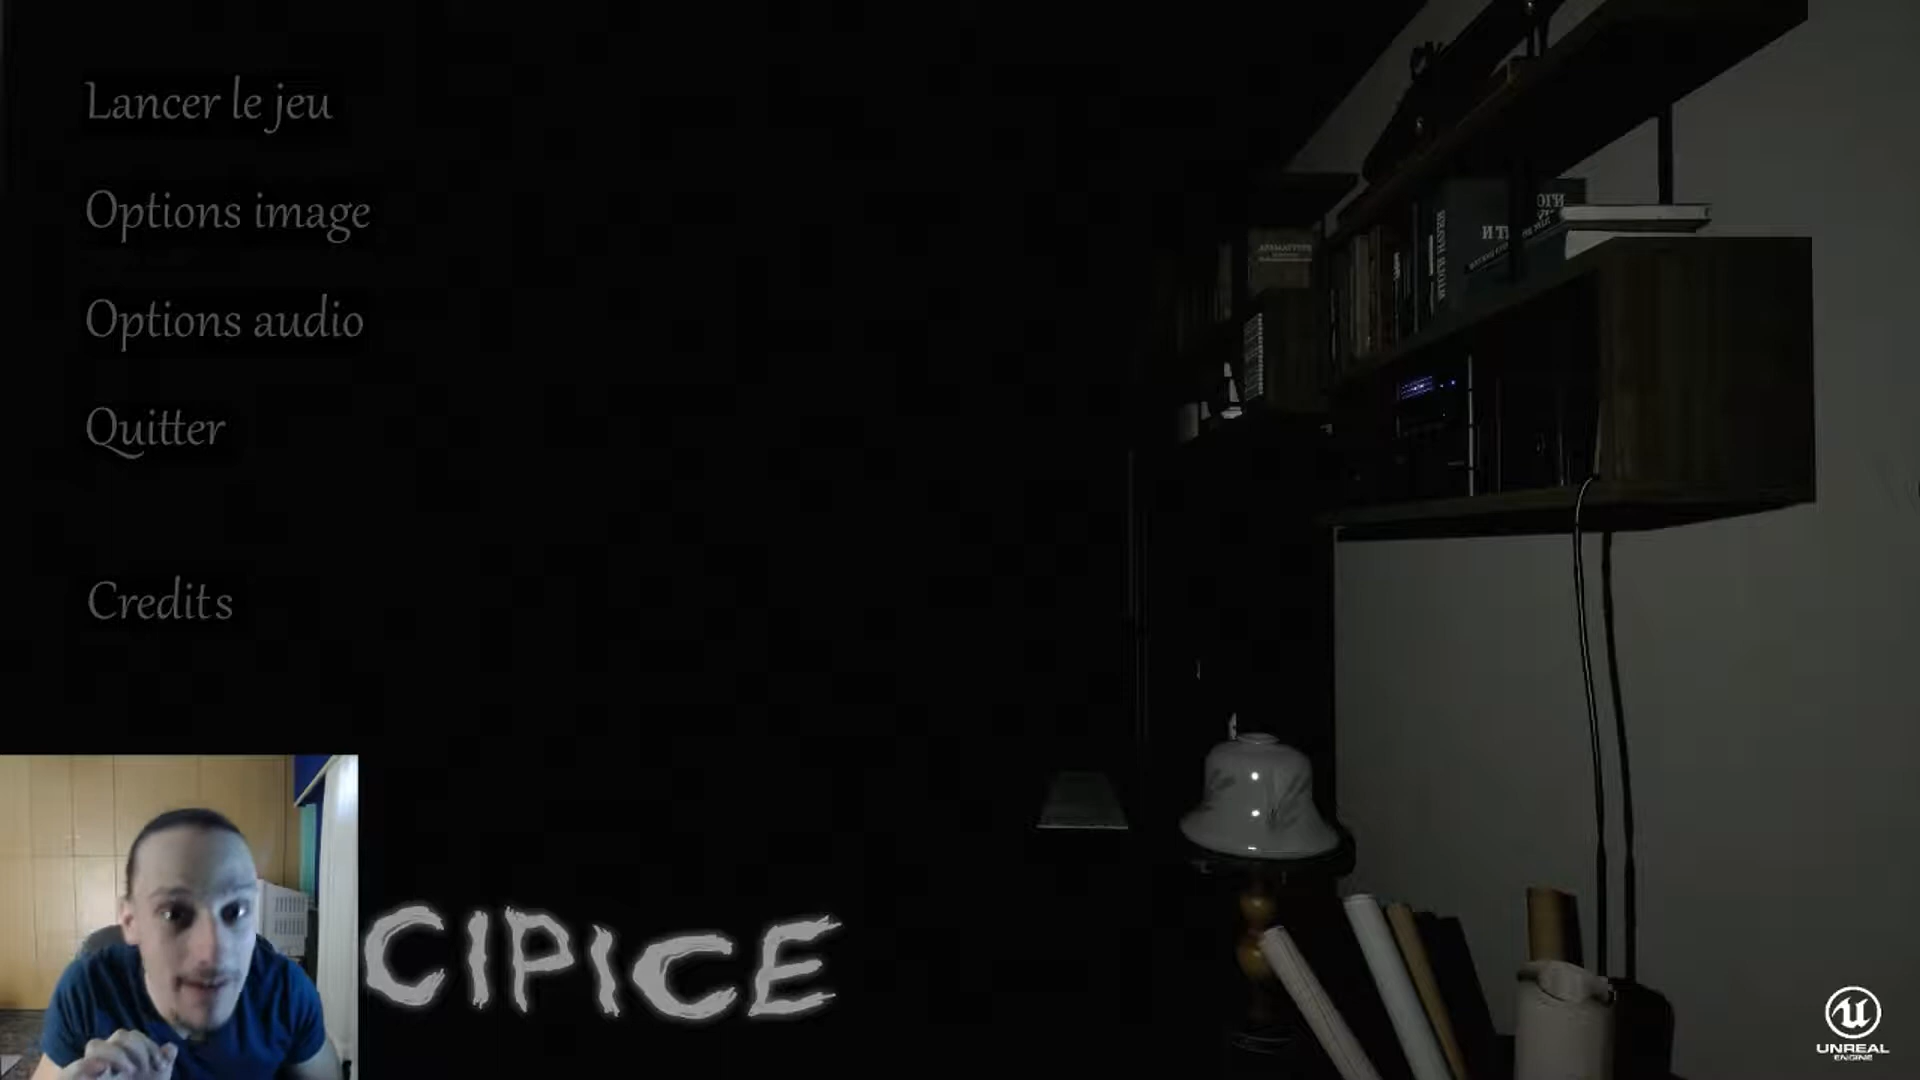 Lancer le jeu
Options image
Options audio
Quitter
Credits
CIPICE
UNREAL
ENGINE